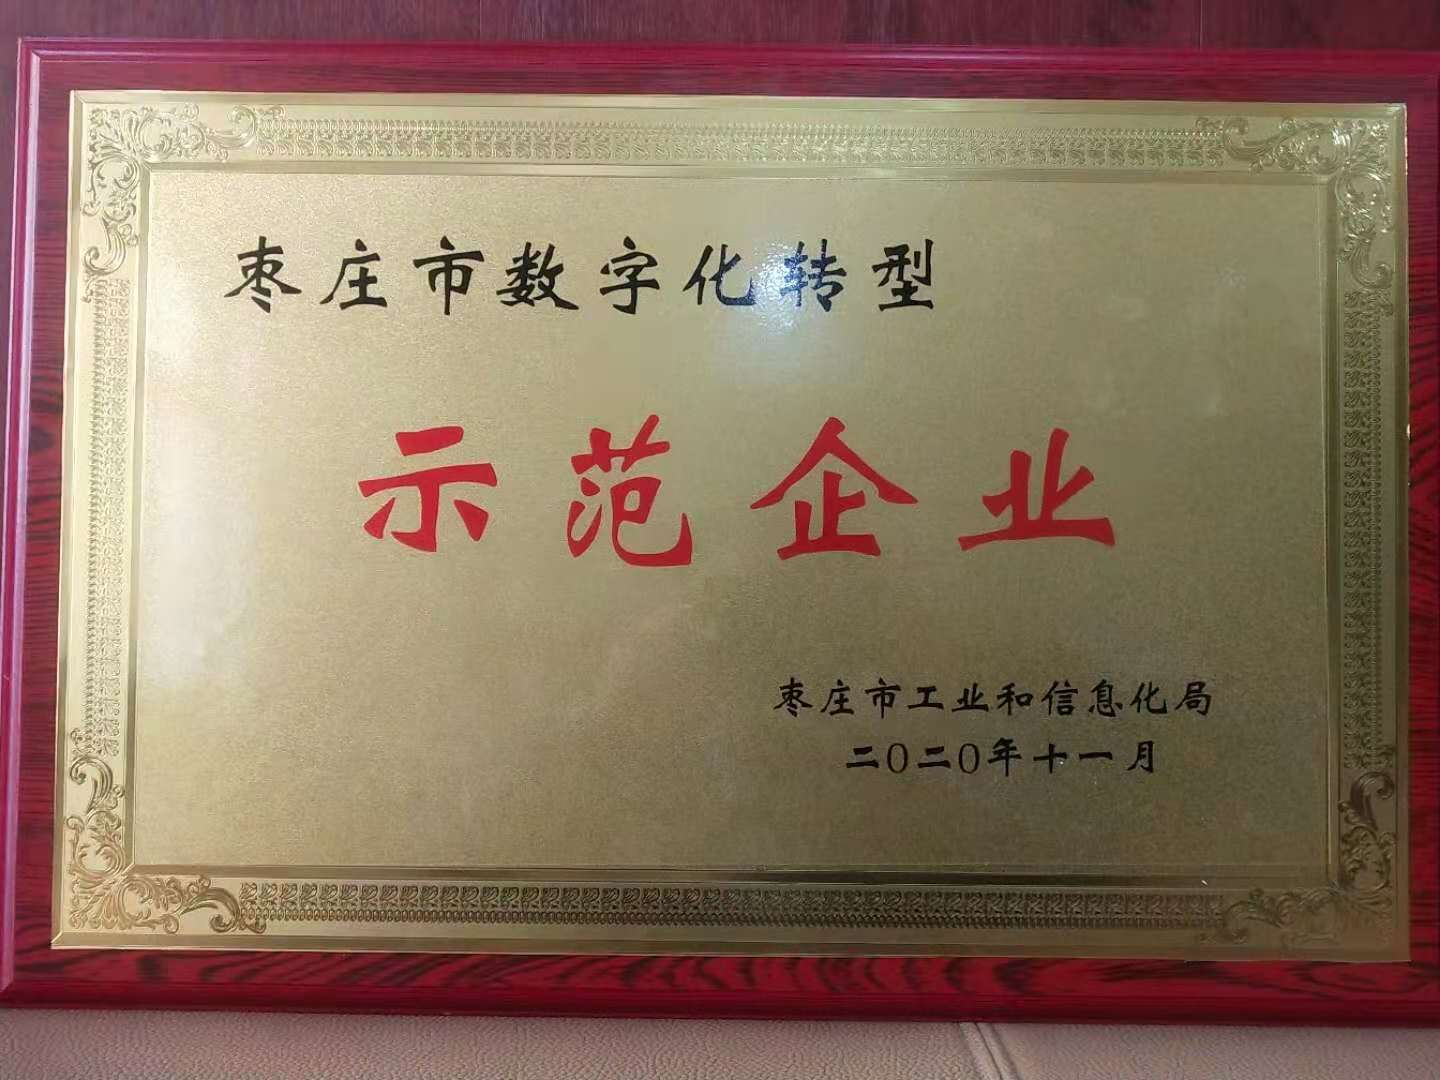 枣庄市数字化转型
示范企业
枣庄市工业和信息化局
二〇二〇年十一月